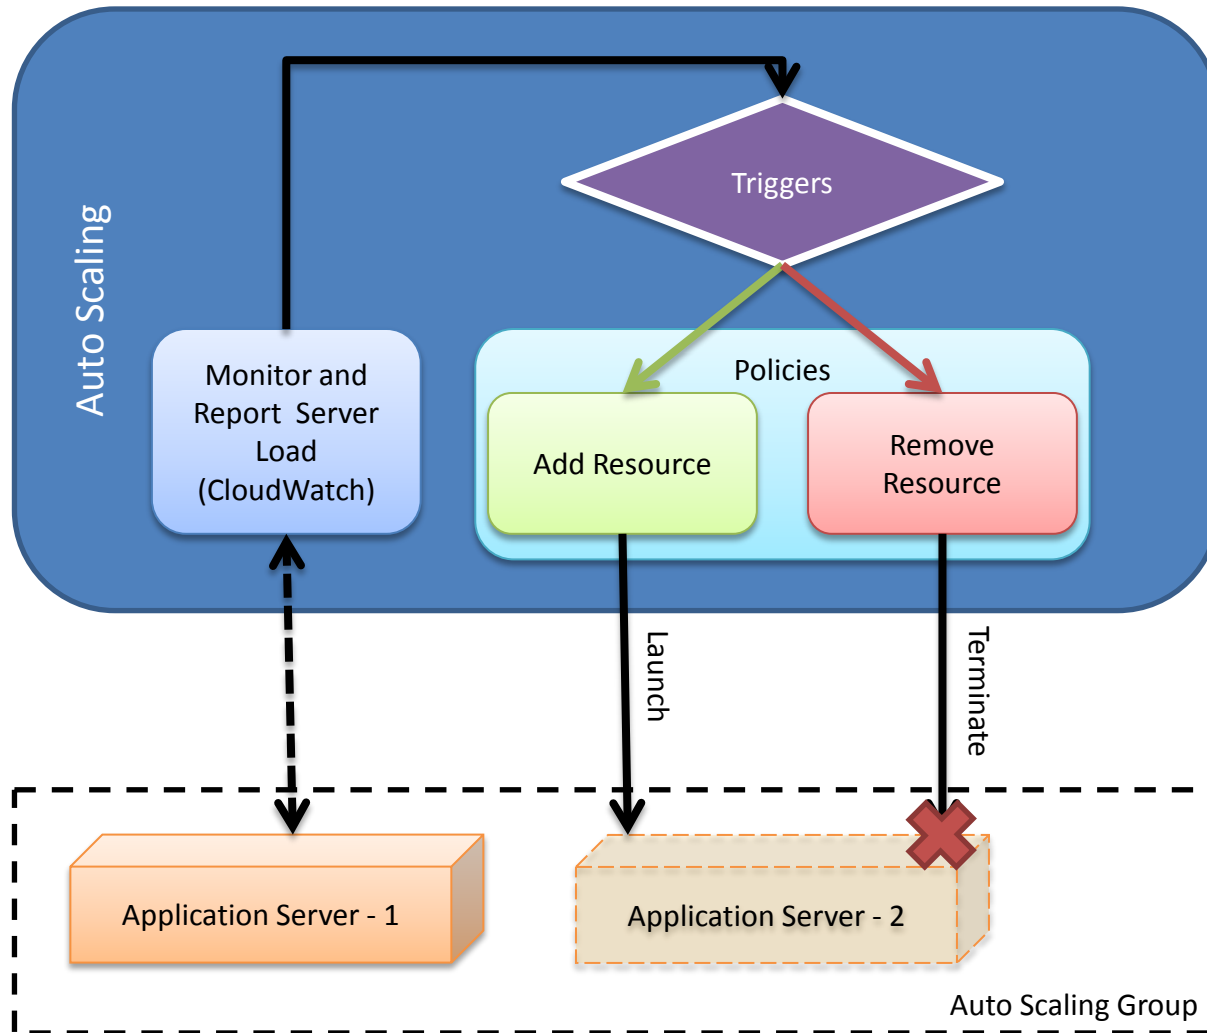 Auto Scaling
Triggers
Monitor and
Report Server
Load
(CloudWatch)
Policies
Add Resource
Remove
Resource
Launch
Terminate
Application Server - 1
Application Server - 2
Auto Scaling Group